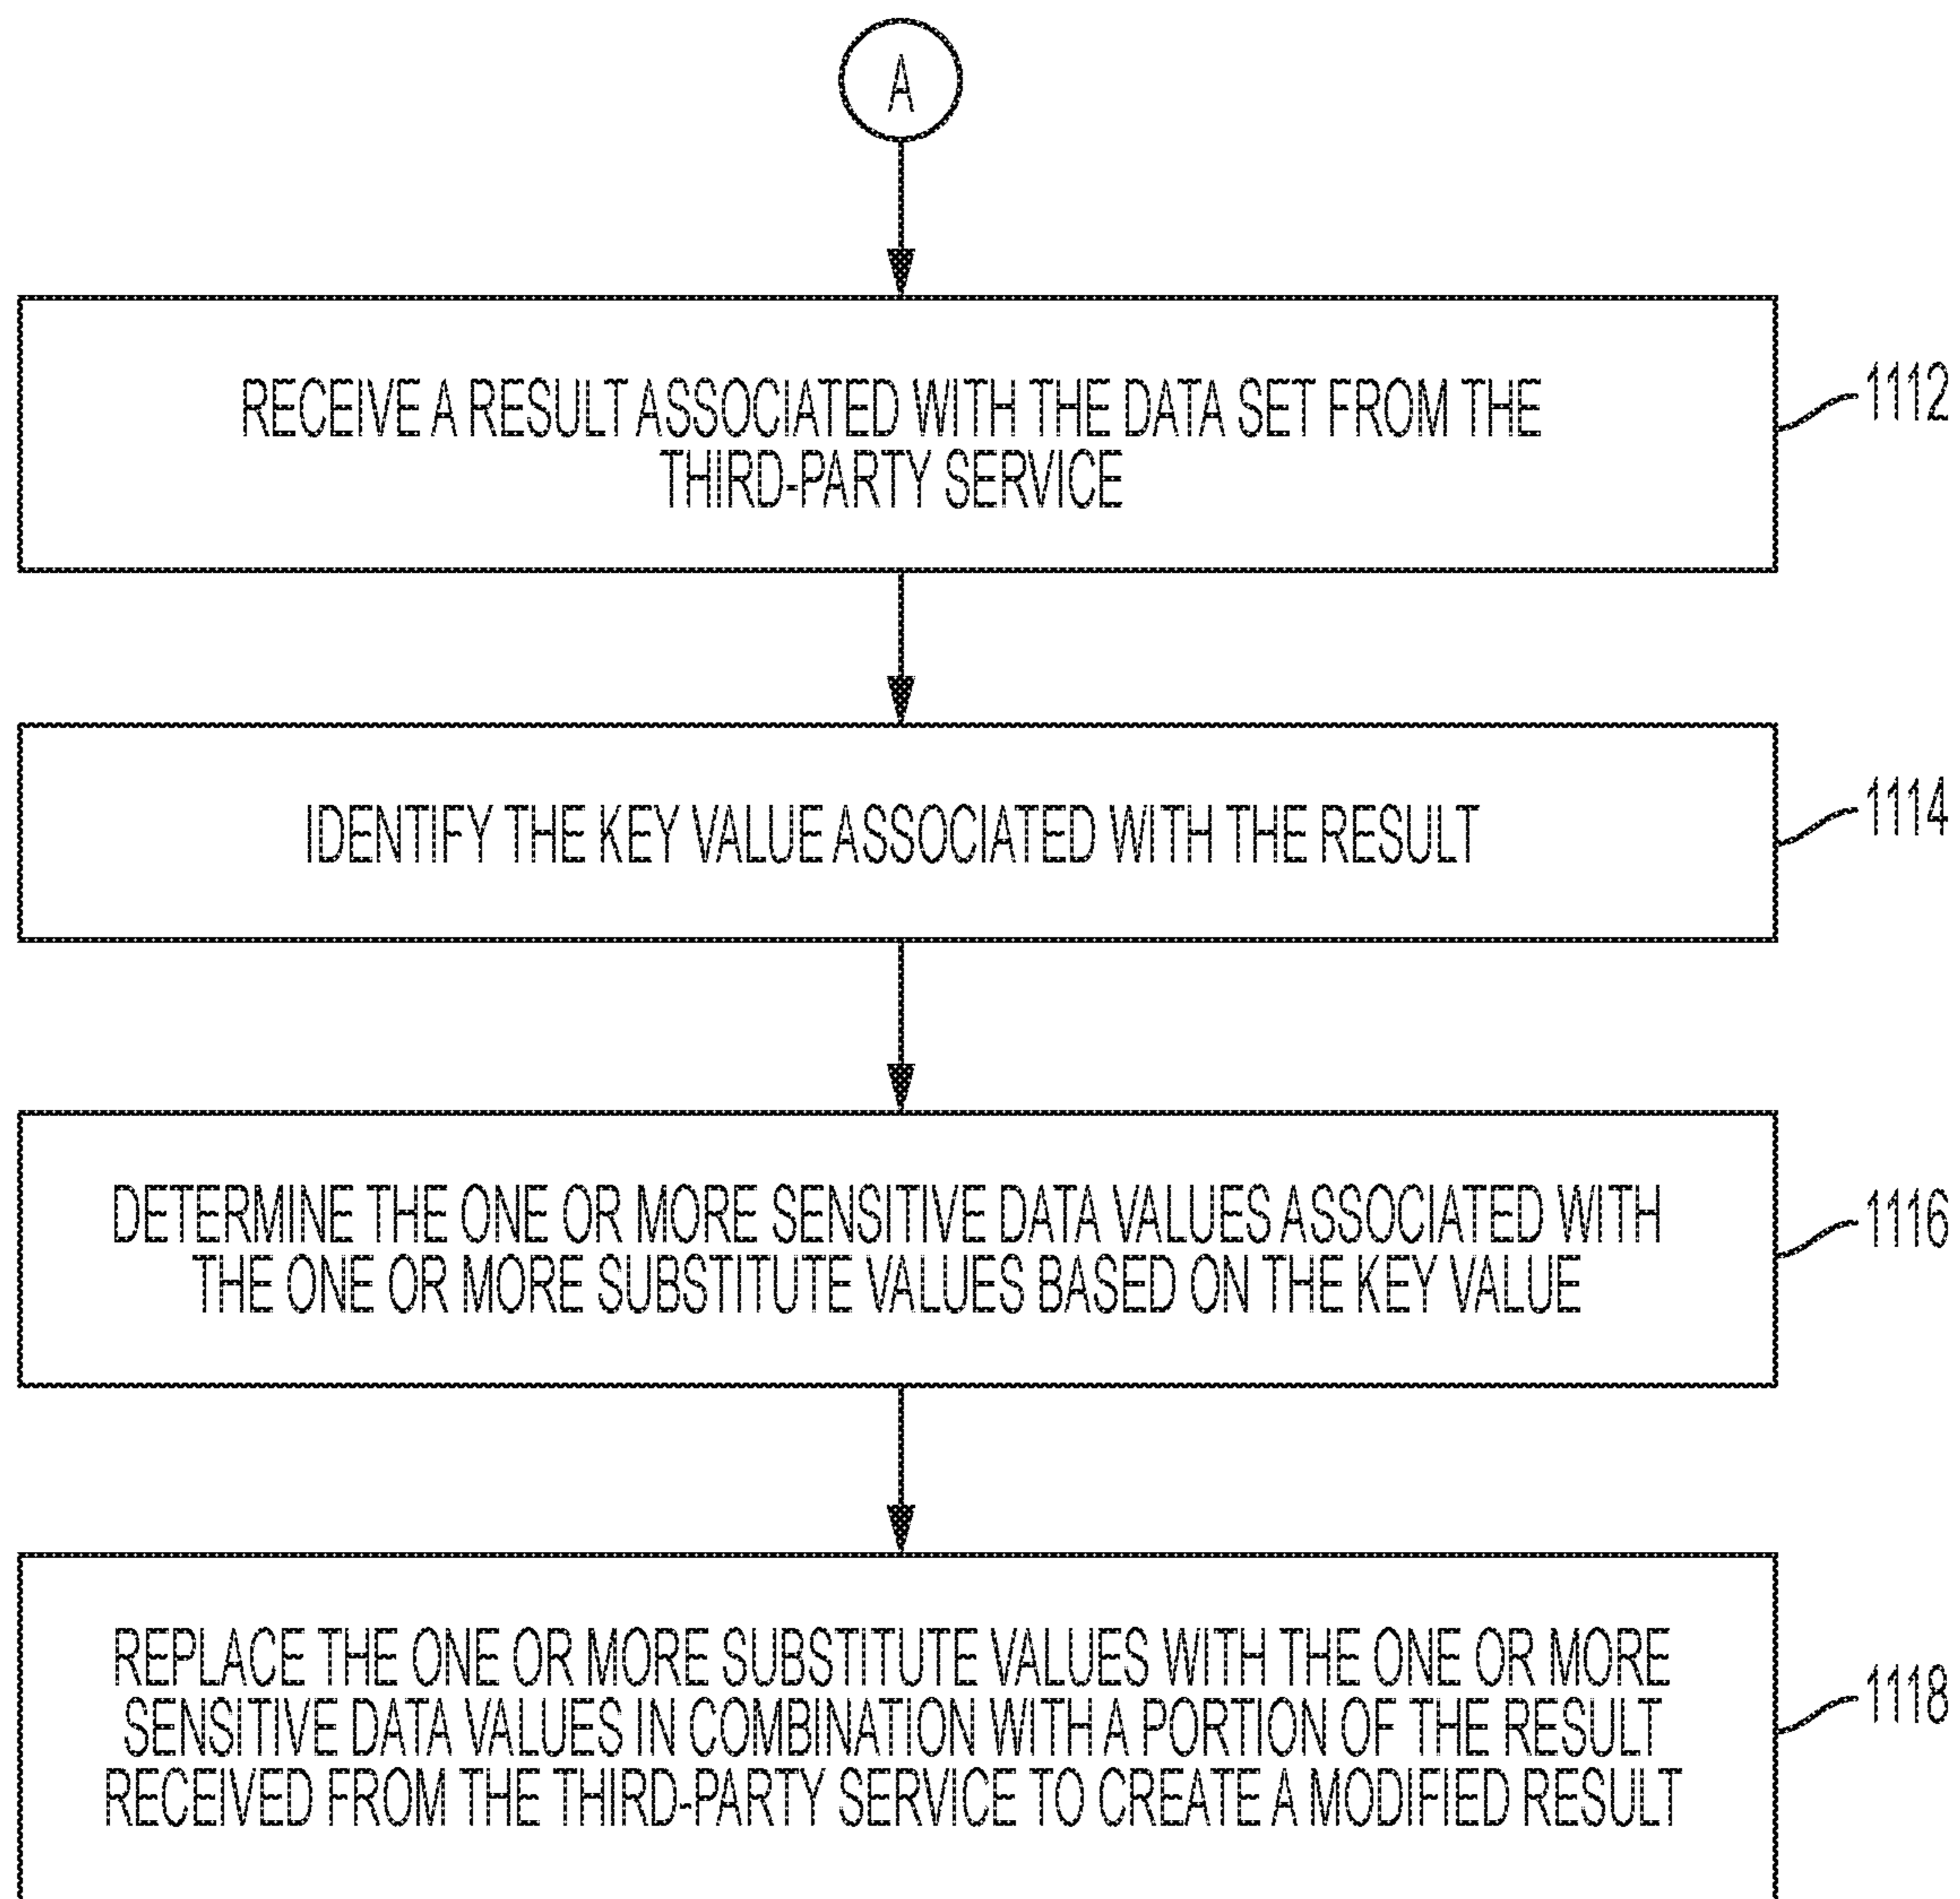 A
RECEIVE A RESULT ASSOCIATED WITH THE DATA SET FROM THE
THIRD-PARTY SERVICE
1112
IDENTIFY THE KEY VALUE ASSOCIATED WITH THE RESULT
1114
DETERMINE THE ONE OR MORE SENSITIVE DATA VALUES ASSOCIATED WITH
THE ONE OR MORE SUBSTITUTE VALUES BASED ON THE KEY VALUE
1116
REPLACE THE ONE OR MORE SUBSTITUTE VALUES WITH THE ONE OR MORE
SENSITIVE DATA VALUES IN COMBINATION WITH A PORTION OF THE RESULT
RECEIVED FROM THE THIRD-PARTY SERVICE TO CREATE A MODIFIED RESULT
1118